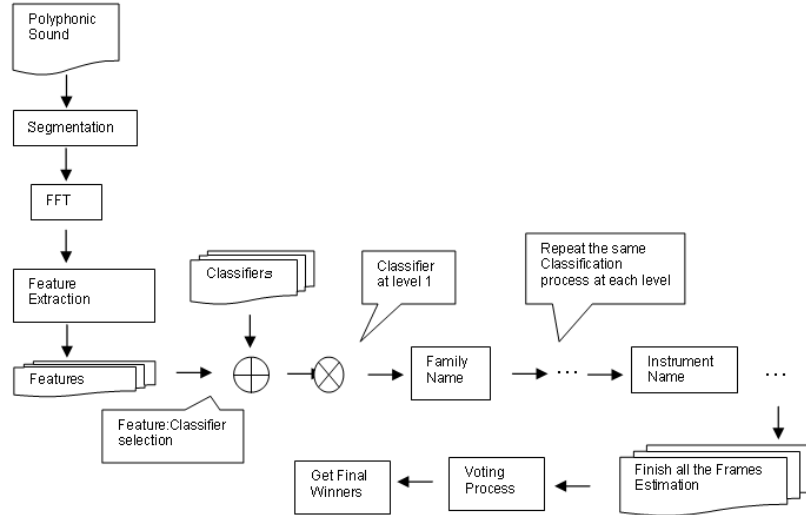 Polyphonic
Sound
Segmentation
FFT
Feature
Extraction
Features
Classifiers
Feature:Classifier
selection
Classifier
at level 1
Family
Name
Repeat the same
Classification
process at each level
...
Instrument
Name
...
Finish all the Frames
Estimation
Voting
Process
Get Final
Winners